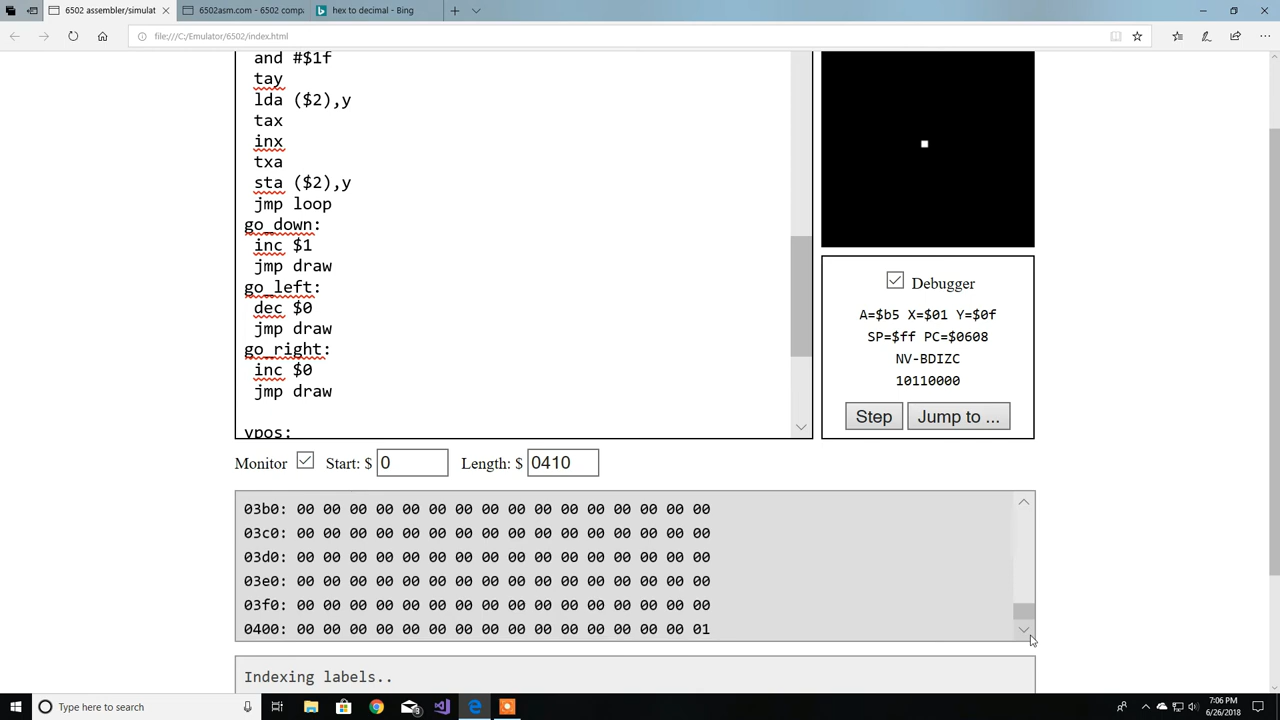 6502 assembler/simulat
6502asm.com - 6502 compa
hex to decimal - Bing
file:///C:/Emulator/6502/index.html
and #$1f
tay
lda ($2),y
tax
inx
txa
sta ($2),y
jmp loop
go_down:
inc $1
jmp draw
go_left:
dec $0
jmp draw
go_right:
inc $0
jmp draw
ypos:
Debugger
A=$b5 X=$01 Y=$0f
SP=$ff PC=$0608
NV-BDIZC
10110000
Step Jump to ...
Monitor Start: $ 0 Length: $ 0410
03b0: 00 00 00 00 00 00 00 00 00 00 00 00 00 00 00 00
03c0: 00 00 00 00 00 00 00 00 00 00 00 00 00 00 00 00
03d0: 00 00 00 00 00 00 00 00 00 00 00 00 00 00 00 00
03e0: 00 00 00 00 00 00 00 00 00 00 00 00 00 00 00 00
03f0: 00 00 00 00 00 00 00 00 00 00 00 00 00 00 00 00
0400: 00 00 00 00 00 00 00 00 00 00 00 00 00 00 00 01
Indexing labels..
Type here to search
3
7:06 PM
6/26/2018